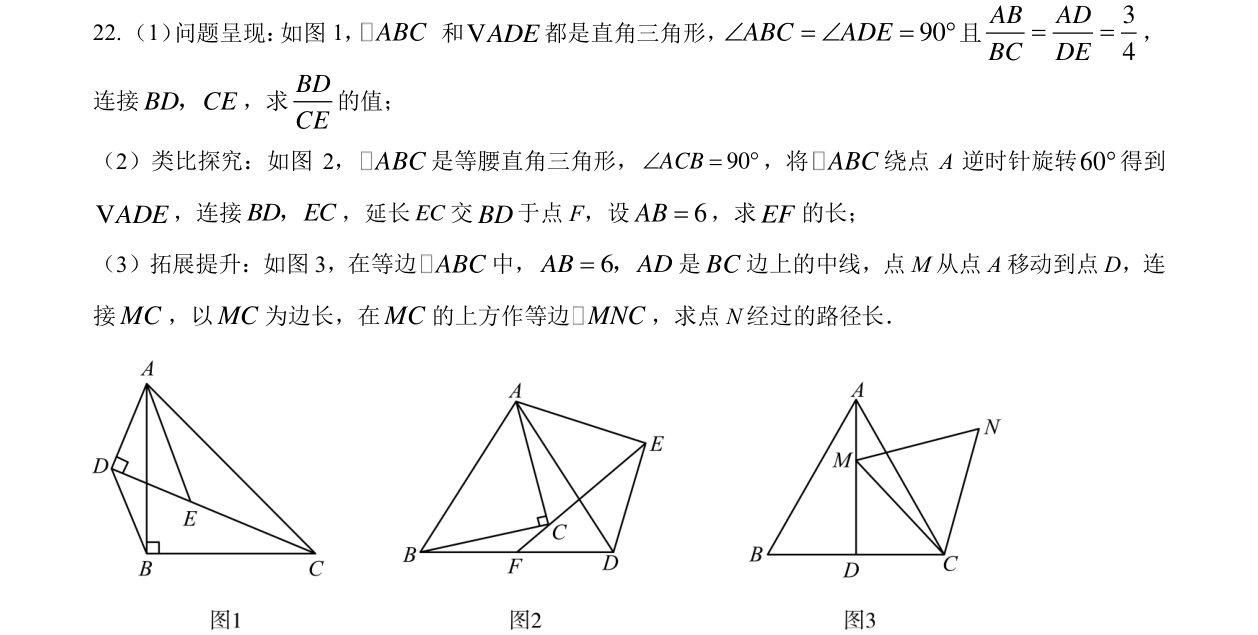 22.（1）问题呈现：如图 1，□ABC 和VADE 都是直角三角形，∠ABC = ∠ADE = 90° 且 AB/BC = AD/DE = 3/4，
连接 BD，CE，求 BD/CE 的值；
（2）类比探究：如图 2，□ABC 是等腰直角三角形，∠ACB = 90°，将□ABC 绕点 A 逆时针旋转60° 得到
VADE，连接 BD，EC，延长 EC 交 BD 于点 F，设 AB = 6，求 EF 的长；
（3）拓展提升：如图 3，在等边□ABC 中，AB = 6，AD 是 BC 边上的中线，点 M 从点 A 移动到点 D，连
接 MC，以 MC 为边长，在 MC 的上方作等边□MNC，求点 N 经过的路径长．
A
D
E
B
C
图1
A
E
C
B
F
D
图2
A
N
M
B
D
C
图3